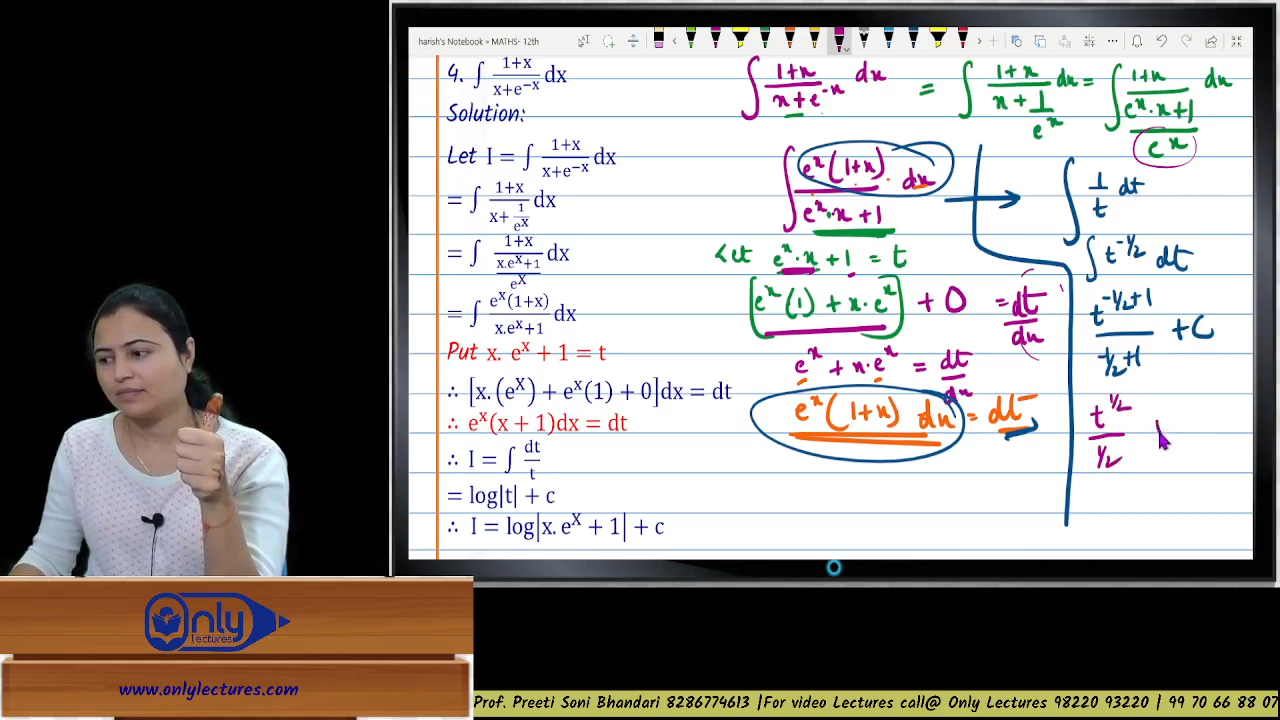 harish's Notebook » MATHS- 12th
4. ∫ 1+x / x+e⁻ˣ dx
Solution:
Let I = ∫ 1+x / x+e⁻ˣ dx
= ∫ 1+x / x+ 1/eˣ dx
= ∫ 1+x / x.eˣ+1 / eˣ dx
= ∫ eˣ(1+x) / x.eˣ+1 dx
Put x. eˣ + 1 = t
∴ [x.(eˣ) + eˣ(1) + 0]dx = dt
∴ eˣ(x + 1)dx = dt
∴ I = ∫ dt/t
= log|t| + c
∴ I = log|x. eˣ + 1| + c
∫ 1+x / x+e⁻ˣ dx = ∫ 1+x / x+ 1/eˣ dx = ∫ 1+x / eˣ·x+1 / eˣ dx
∫ eˣ(1+x) dx / eˣ·x+1
Let eˣ·x+1 = t
[eˣ(1) + x·eˣ] + 0 = dt/dx
eˣ + x·eˣ = dt/dx
eˣ(1+x) dx = dt
∫ 1/t dt
∫ t⁻¹/² dt
t⁻¹/²⁺¹ / -1/2+1 + C
t¹/² / 1/2
Only
lectures
www.onlylectures.com
Prof. Preeti Soni Bhandari 8286774613 |For video Lectures call@ Only Lectures 98220 93220 | 99 70 66 88 07